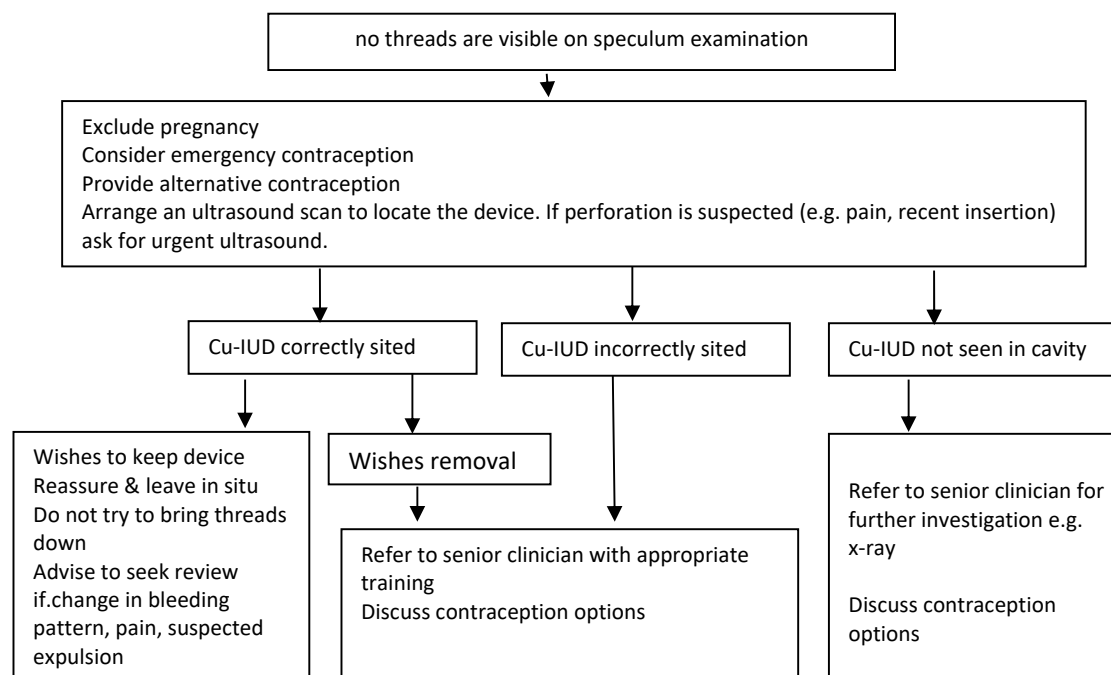 no threads are visible on speculum examination
Exclude pregnancy
Consider emergency contraception
Provide alternative contraception
Arrange an ultrasound scan to locate the device. If perforation is suspected (e.g. pain, recent insertion)
ask for urgent ultrasound.
Cu-IUD correctly sited
Cu-IUD incorrectly sited
Cu-IUD not seen in cavity
Wishes to keep device
Reassure & leave in situ
Do not try to bring threads
down
Advise to seek review
if.change in bleeding
pattern, pain, suspected
expulsion
Wishes removal
Refer to senior clinician with appropriate
training
Discuss contraception options
Refer to senior clinician for
further investigation e.g.
x-ray
Discuss contraception
options